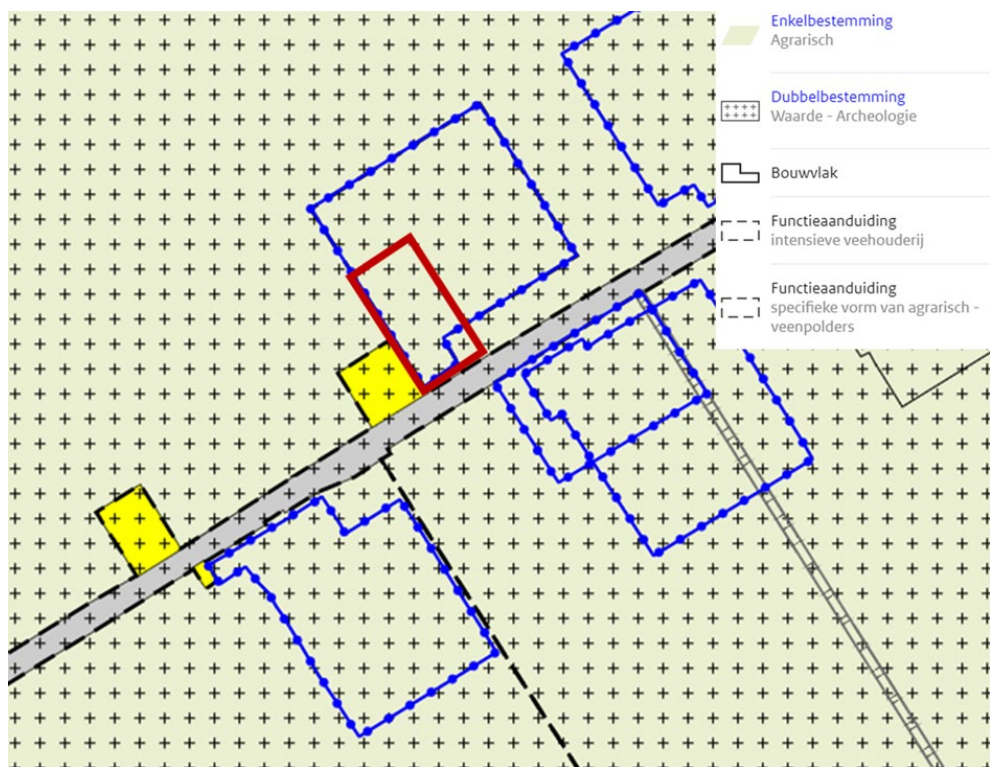 Enkelbestemming
Agrarisch
Dubbelbestemming
Waarde - Archeologie
Bouwvlak
Functieaanduiding
intensieve veehouderij
Functieaanduiding
specifieke vorm van agrarisch -
veenpolders